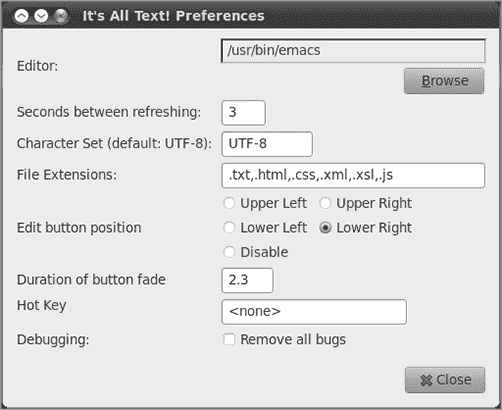 It's All Text! Preferences
Editor:
/usr/bin/emacs
Browse
Seconds between refreshing: 3
Character Set (default: UTF-8): UTF-8
File Extensions: .txt,.html,.css,.xml,.xsl,.js
Upper Left Upper Right
Edit button position Lower Left Lower Right
Disable
Duration of button fade 2.3
Hot Key <none>
Debugging: Remove all bugs
Close